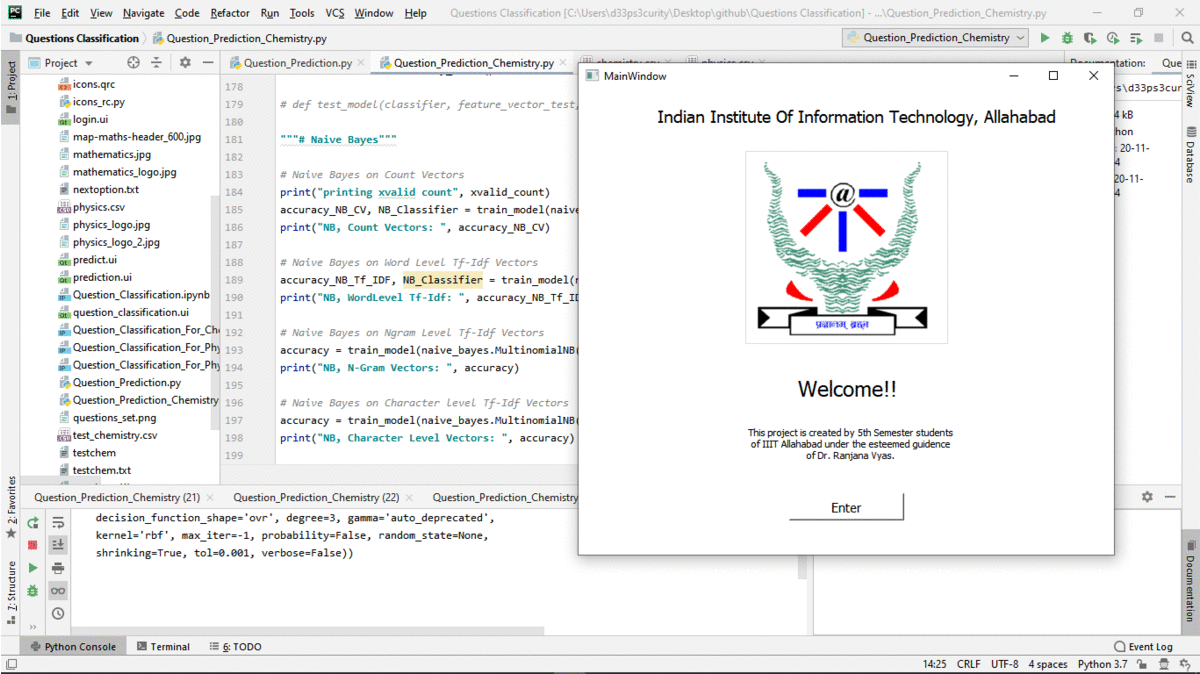 File Edit View Navigate Code Refactor Run Tools VCS Window Help Questions Classification [C:\Users\d33ps3curity\Desktop\github\Questions Classification] - ...\Question_Prediction_Chemistry.py
Questions Classification Question_Prediction_Chemistry.py Question_Prediction_Chemistry
1: Project
Project
Question_Prediction.py Question_Prediction_Chemistry.py
icons.qrc
icons_rc.py
login.ui
map-maths-header_600.jpg
mathematics.jpg
mathematics_logo.jpg
nextoption.txt
physics.csv
physics_logo.jpg
physics_logo_2.jpg
predict.ui
prediction.ui
Question_Classification.ipynb
question_classification.ui
Question_Classification_For_Che
Question_Classification_For_Phy
Question_Classification_For_Phy
Question_Prediction.py
Question_Prediction_Chemistry
questions_set.png
test_chemistry.csv
testchem
testchem.txt
178
179 # def test_model(classifier, feature_vector_test,
180
181 """# Naive Bayes"""
182
183 # Naive Bayes on Count Vectors
184 print("printing xvalid count", xvalid_count)
185 accuracy_NB_CV, NB_Classifier = train_model(naive
186 print("NB, Count Vectors: ", accuracy_NB_CV)
187
188 # Naive Bayes on Word Level Tf-Idf Vectors
189 accuracy_NB_Tf_IDF, NB_Classifier = train_model(n
190 print("NB, WordLevel Tf-Idf: ", accuracy_NB_Tf_ID
191
192 # Naive Bayes on Ngram Level Tf-Idf Vectors
193 accuracy = train_model(naive_bayes.MultinomialNB(
194 print("NB, N-Gram Vectors: ", accuracy)
195
196 # Naive Bayes on Character level Tf-Idf Vectors
197 accuracy = train_model(naive_bayes.MultinomialNB(
198 print("NB, Character Level Vectors: ", accuracy)
199
MainWindow
Indian Institute Of Information Technology, Allahabad
@
Welcome!!
This project is created by 5th Semester students
of IIIT Allahabad under the esteemed guidence
of Dr. Ranjana Vyas.
Enter
Documentation: Que
s\d33ps3cur
4 kB
hon
: 20-11-
4
20-11-
4
SciView
Database
Documentation
2: Favorites
Z: Structure
Question_Prediction_Chemistry (21) Question_Prediction_Chemistry (22) Question_Prediction_Chemistry
decision_function_shape='ovr', degree=3, gamma='auto_deprecated',
kernel='rbf', max_iter=-1, probability=False, random_state=None,
shrinking=True, tol=0.001, verbose=False))
Python Console Terminal 6: TODO Event Log
14:25 CRLF UTF-8 4 spaces Python 3.7